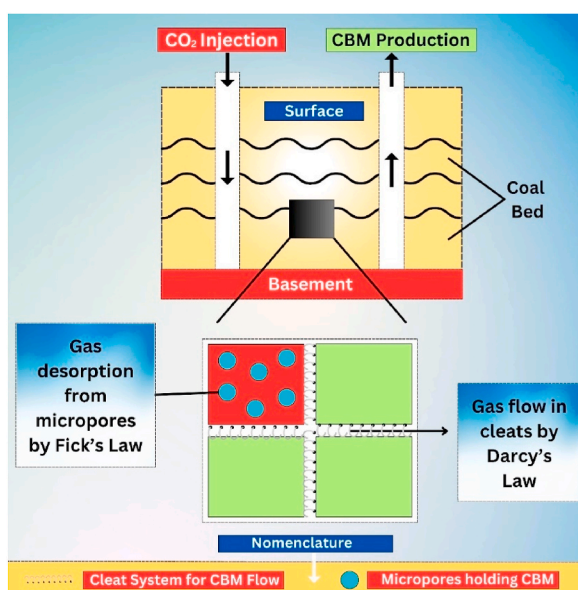 CO₂ Injection
CBM Production
Surface
Coal
Bed
Basement
Gas
desorption
from
micropores
by Fick's Law
Gas flow in
cleats by
Darcy's
Law
Nomenclature
Cleat System for CBM Flow
Micropores holding CBM